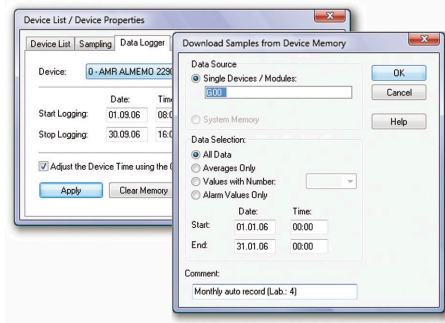 Device List / Device Properties
Device List Sampling Data Logger
Device: 0 - AMR ALMEMO 2290
Date:
Start Logging: 01.09.06
Stop Logging: 30.09.06
Adjust the Device Time using the
Apply Clear Memory
Download Samples from Device Memory
Data Source
Single Devices / Modules:
G00
System Memory
OK
Cancel
Help
Data Selection:
All Data
Averages Only
Values with Number:
Alarm Values Only
Date: Time:
Start: 01.01.06 00:00
End: 31.01.06 00:00
Comment:
Monthly auto record (Lab.: 4)